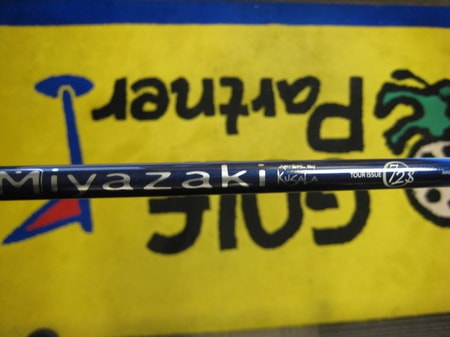 GOLF
Partner
Miyazaki
KUSALA
TOUR ISSUE 72s